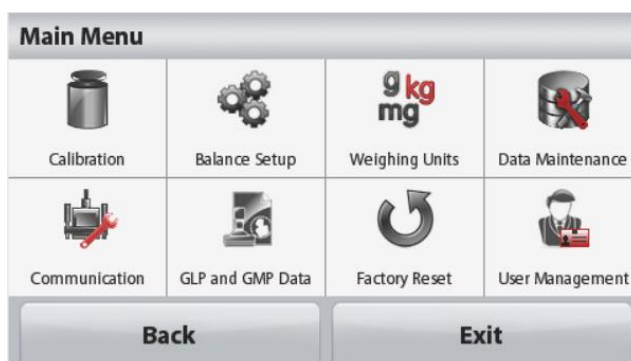 Main Menu
g kg
mg
Calibration Balance Setup Weighing Units Data Maintenance
Communication GLP and GMP Data Factory Reset User Management
Back Exit